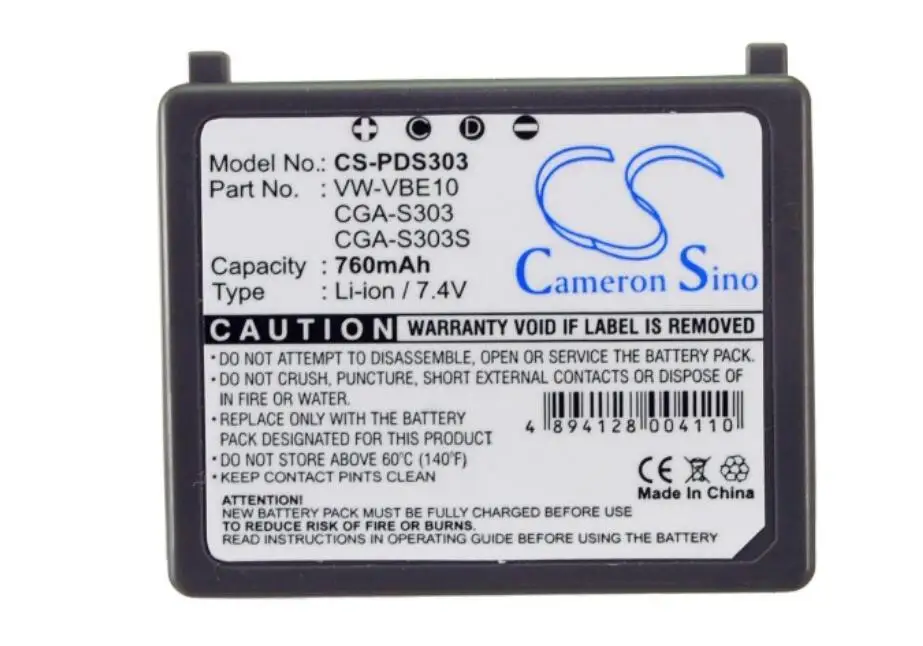 + C D −
Model No.: CS-PDS303
Part No. : VW-VBE10
CGA-S303
CGA-S303S
Capacity : 760mAh
Type : Li-ion / 7.4V
CS
Cameron Sino
CAUTION WARRANTY VOID IF LABEL IS REMOVED
• DO NOT ATTEMPT TO DISSEMBLE, OPEN OR SERVICE THE BATTERY PACK.
• DO NOT CRUSH, PUNCTURE, SHORT EXTERNAL CONTACTS OR DISPOSE OF
IN FIRE OR WATER.
• REPLACE ONLY WITH THE BATTERY
PACK DESIGNATED FOR THIS PRODUCT
• DO NOT STORE ABOVE 60°C (140°F)
• KEEP CONTACT PINTS CLEAN
4 894128 004110
CE
Made In China
ATTENTION!
NEW BATTERY PACK MUST BE FULLY CHARGED BEFORE USE
TO REDUCE RISK OF FIRE OR BURNS.
READ INSTRUCTIONS IN OPERATING GUIDE BEFORE USING THE BATTERY